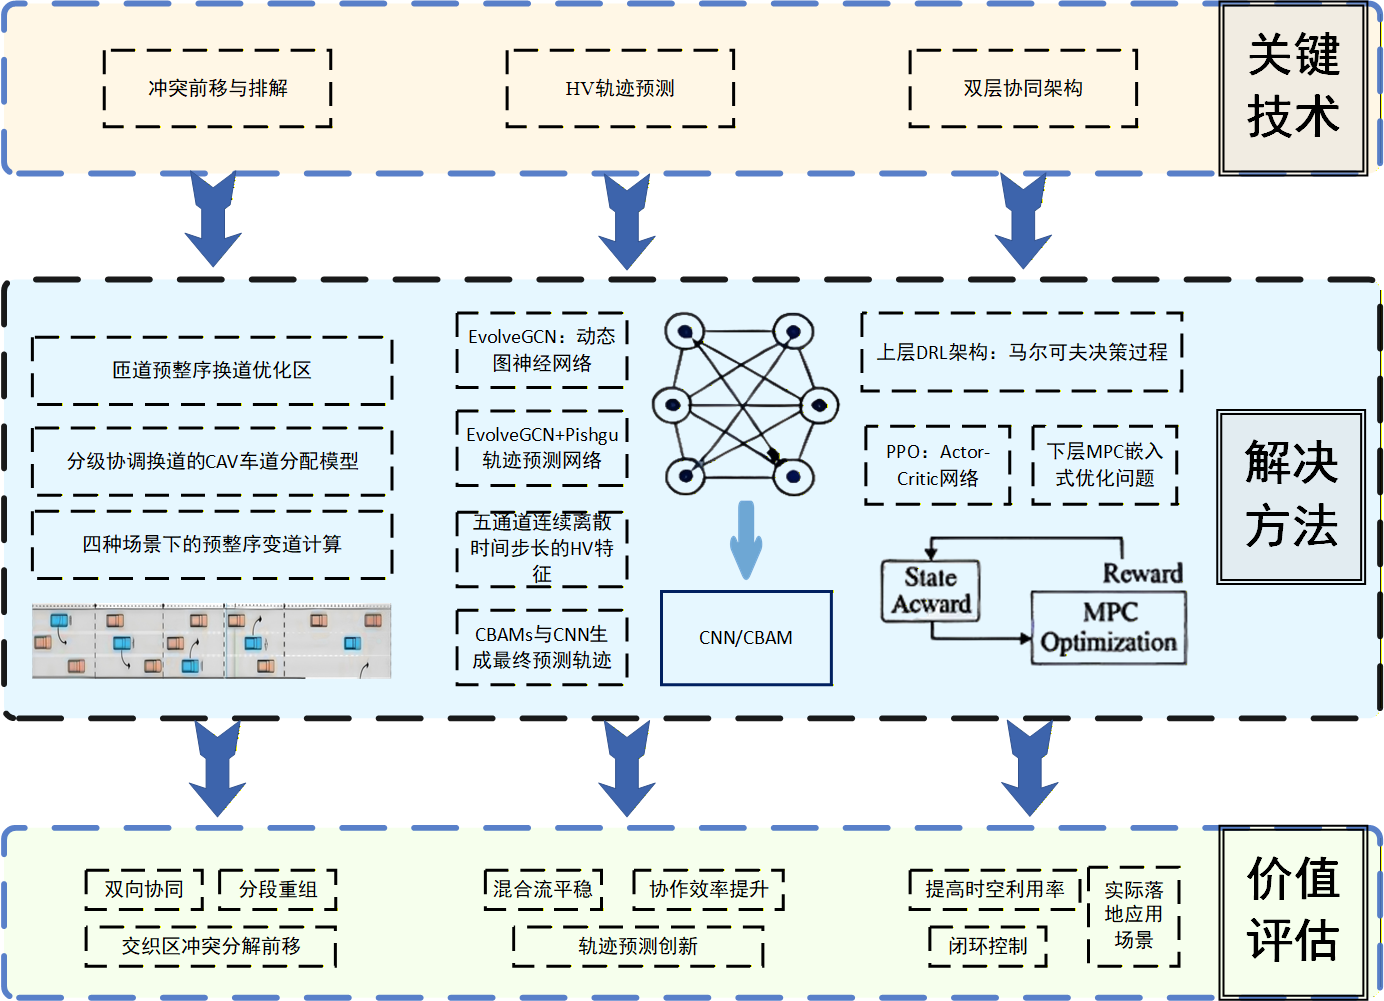 关键
技术
冲突前移与排解
HV轨迹预测
双层协同架构
解决
方法
匝道预整序换道优化区
分级协调换道的CAV车道分配模型
四种场景下的预整序变道计算
EvolveGCN：动态
图神经网络
EvolveGCN+Pishgu
轨迹预测网络
五通道连续离散
时间步长的HV特
征
CBAMs与CNN生
成最终预测轨迹
CNN/CBAM
上层DRL架构：马尔可夫决策过程
PPO：Actor-
Critic网络
下层MPC嵌入
式优化问题
State
Acward
Reward
MPC
Optimization
价值
评估
双向协同
分段重组
交织区冲突分解前移
混合流平稳
协作效率提升
轨迹预测创新
提高时空利用率
闭环控制
实际落
地应用
场景